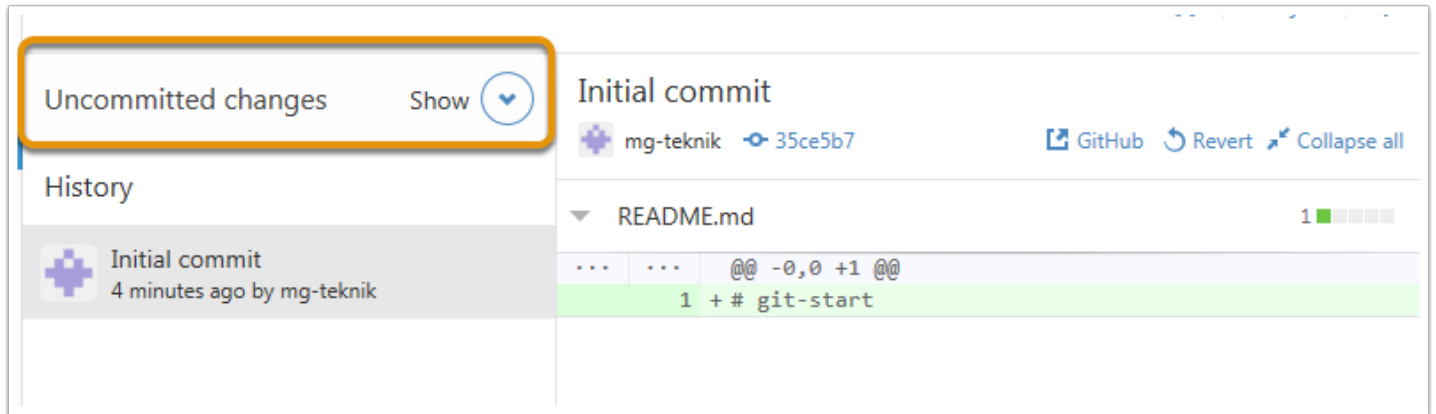 Uncommitted changes Show
History
Initial commit
4 minutes ago by mg-teknik
Initial commit
mg-teknik 35ce5b7 GitHub Revert Collapse all
README.md 1
... ... @@ -0,0 +1 @@
1 + # git-start